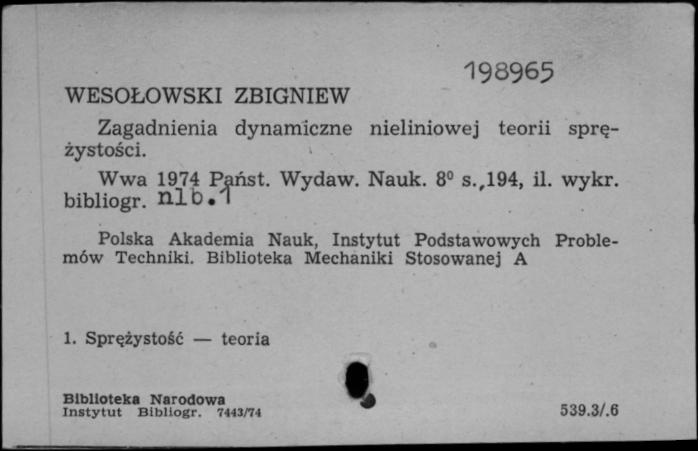 198965
WESOŁOWSKI ZBIGNIEW
Zagadnienia dynamiczne nieliniowej teorii sprę-
żystości.
Wwa 1974 Państ. Wydaw. Nauk. 8⁰ s.,194, il. wykr.
bibliogr. nlb.1
Polska Akademia Nauk, Instytut Podstawowych Proble-
mów Techniki. Biblioteka Mechaniki Stosowanej A
1. Sprężystość — teoria
Biblioteka Narodowa
Instytut Bibliogr. 7443/74
539.3/.6